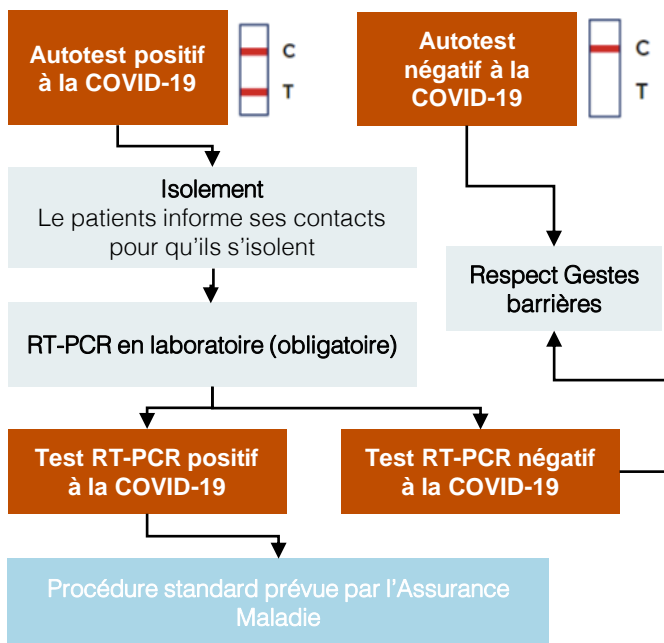 Autotest positif
à la COVID-19
C
T
Autotest
négatif à la
COVID-19
C
T
Isolement
Le patients informe ses contacts
pour qu'ils s'isolent
Respect Gestes
barrières
RT-PCR en laboratoire (obligatoire)
Test RT-PCR positif
à la COVID-19
Test RT-PCR négatif
à la COVID-19
Procédure standard prévue par l'Assurance
Maladie